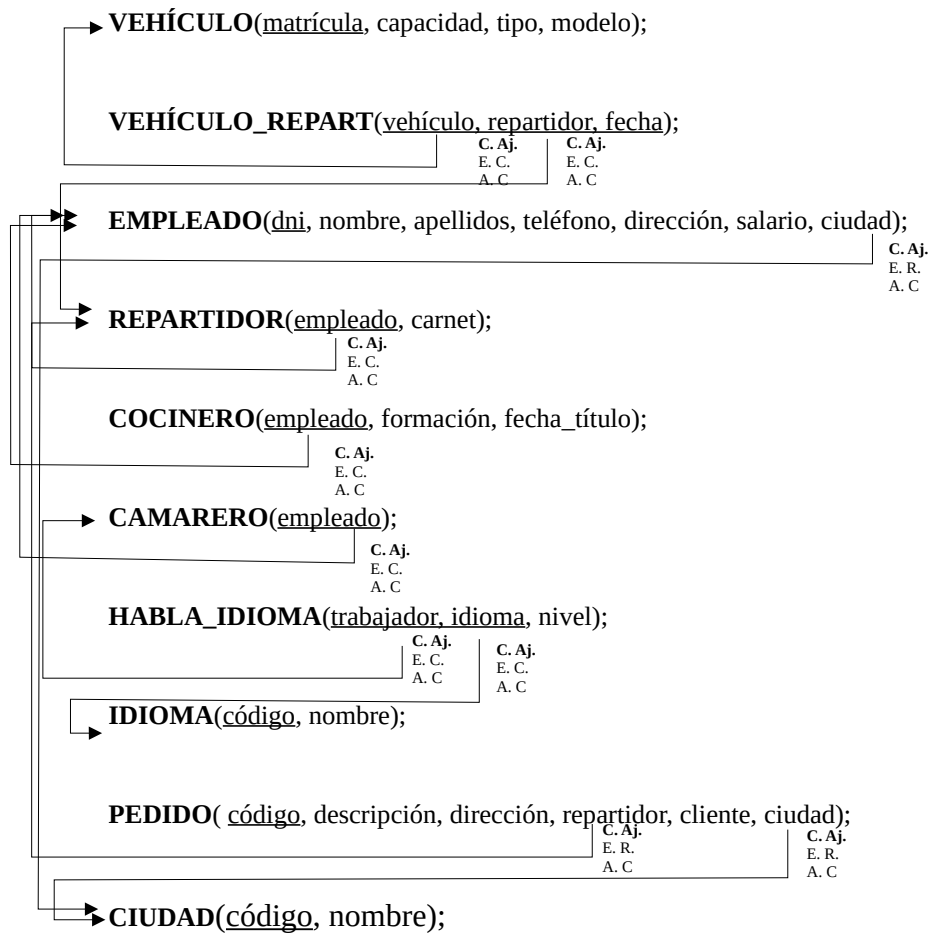 VEHÍCULO(matrícula, capacidad, tipo, modelo);
VEHÍCULO_REPART(vehículo, repartidor, fecha);
C. Aj.
E. C.
A. C
C. Aj.
E. C.
A. C
EMPLEADO(dni, nombre, apellidos, teléfono, dirección, salario, ciudad);
C. Aj.
E. R.
A. C
REPARTIDOR(empleado, carnet);
C. Aj.
E. C.
A. C
COCINERO(empleado, formación, fecha_título);
C. Aj.
E. C.
A. C
CAMARERO(empleado);
C. Aj.
E. C.
A. C
HABLA_IDIOMA(trabajador, idioma, nivel);
C. Aj.
E. C.
A. C
C. Aj.
E. C.
A. C
IDIOMA(código, nombre);
PEDIDO( código, descripción, dirección, repartidor, cliente, ciudad);
C. Aj.
E. R.
A. C
C. Aj.
E. R.
A. C
CIUDAD(código, nombre);